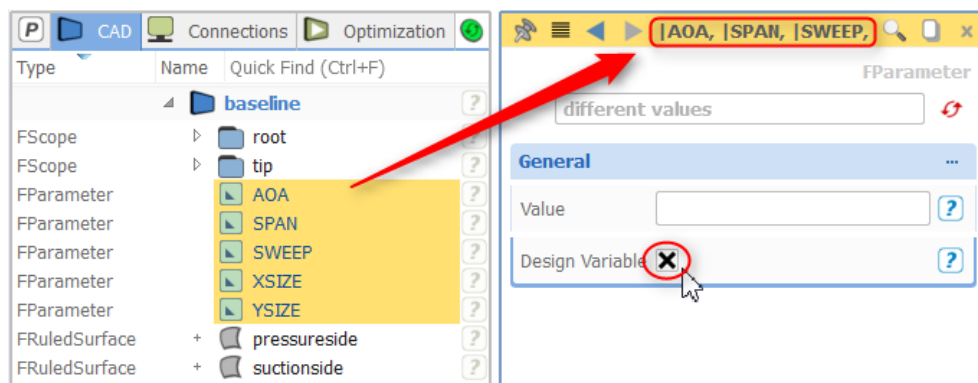 P CAD Connections Optimization
Type Name Quick Find (Ctrl+F)
baseline ?
FScope root ?
FScope tip ?
FParameter AOA ?
FParameter SPAN ?
FParameter SWEEP ?
FParameter XSIZE ?
FParameter YSIZE ?
FRuledSurface + pressureside ?
FRuledSurface + suctionside ?
|AOA, |SPAN, |SWEEP,
FParameter
different values
General ...
Value ?
Design Variable ?